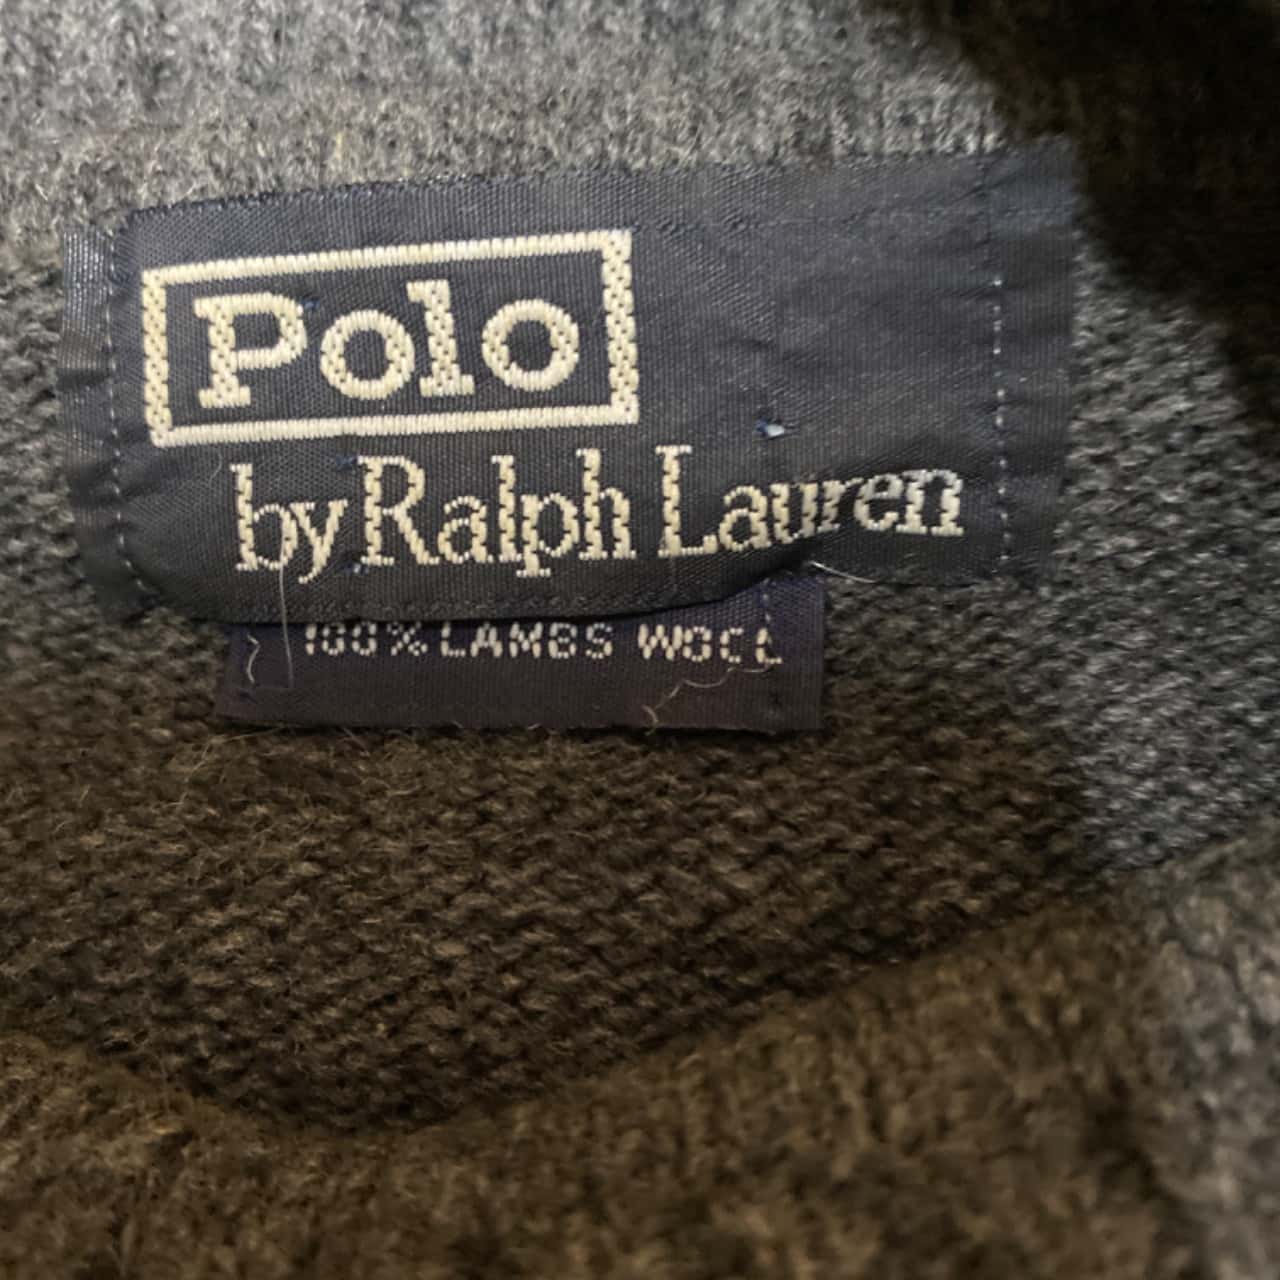 Polo
by Ralph Lauren
100% LAMBS WOOL